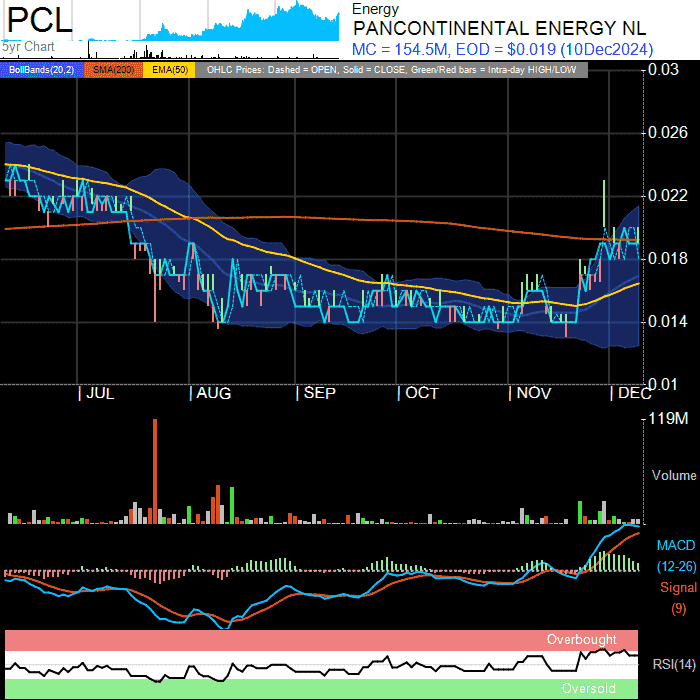 PCL
5yr Chart
Energy
PANCONTINENTAL ENERGY NL
MC = 154.5M, EOD = $0.019 (10Dec2024)
BollBands(20,2) SMA(200) EMA(50) OHLC Prices: Dashed = OPEN, Solid = CLOSE, Green/Red bars = Intra-day HIGH/LOW
0.03
0.026
0.022
0.018
0.014
0.01
| JUL | AUG | SEP | OCT | NOV | DEC
119M
Volume
MACD
(12-26)
Signal
(9)
Overbought
RSI(14)
Oversold